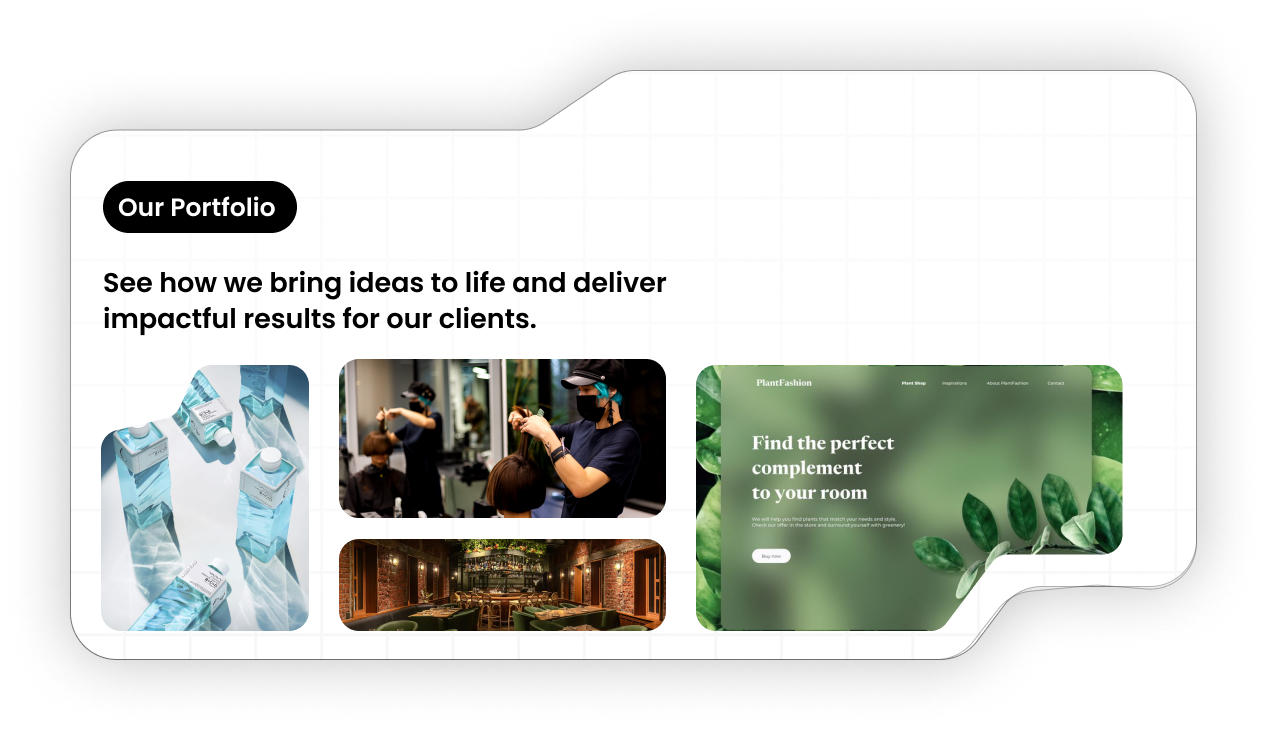 Our Portfolio
See how we bring ideas to life and deliver
impactful results for our clients.
PlantFashion
Plant Shop Inspirations About PlantFashion Contact
Find the perfect
complement
to your room
We will help you find plants that match your needs and style.
Check our offer in the store and surround yourself with greenery!
Buy now